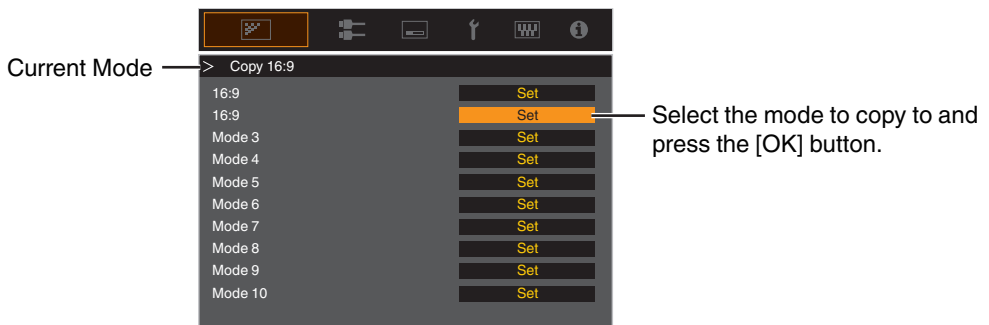 Current Mode
> Copy 16:9
16:9 Set
16:9 Set
Select the mode to copy to and
press the [OK] button.
Mode 3 Set
Mode 4 Set
Mode 5 Set
Mode 6 Set
Mode 7 Set
Mode 8 Set
Mode 9 Set
Mode 10 Set